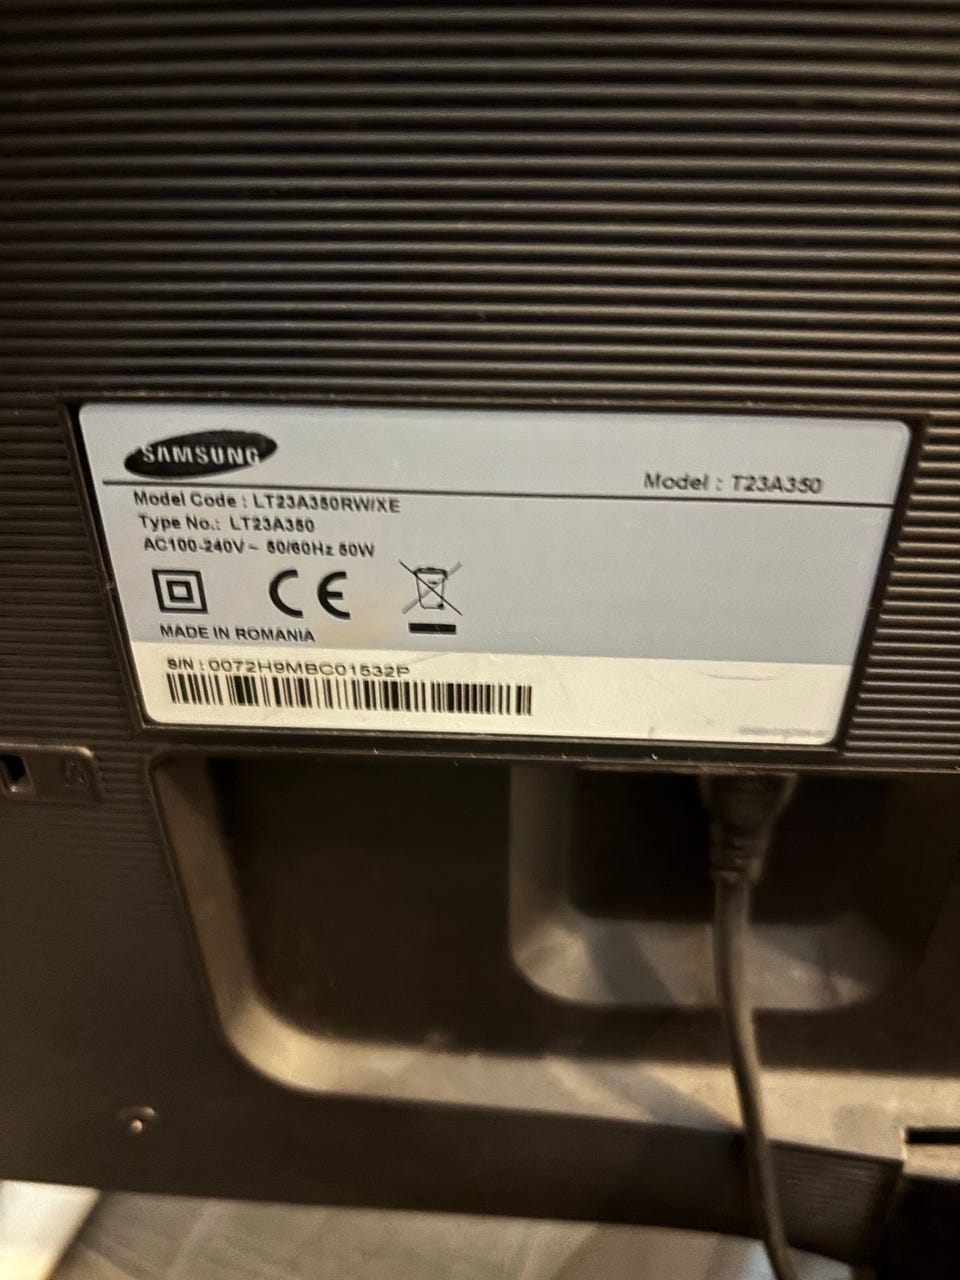 SAMSUNG
Model : T23A350
Model Code : LT23A350RW/XE
Type No.: LT23A350
AC100-240V ~ 50/60Hz 50W
CE
MADE IN ROMANIA
S/N : 0072H9MBC01532P